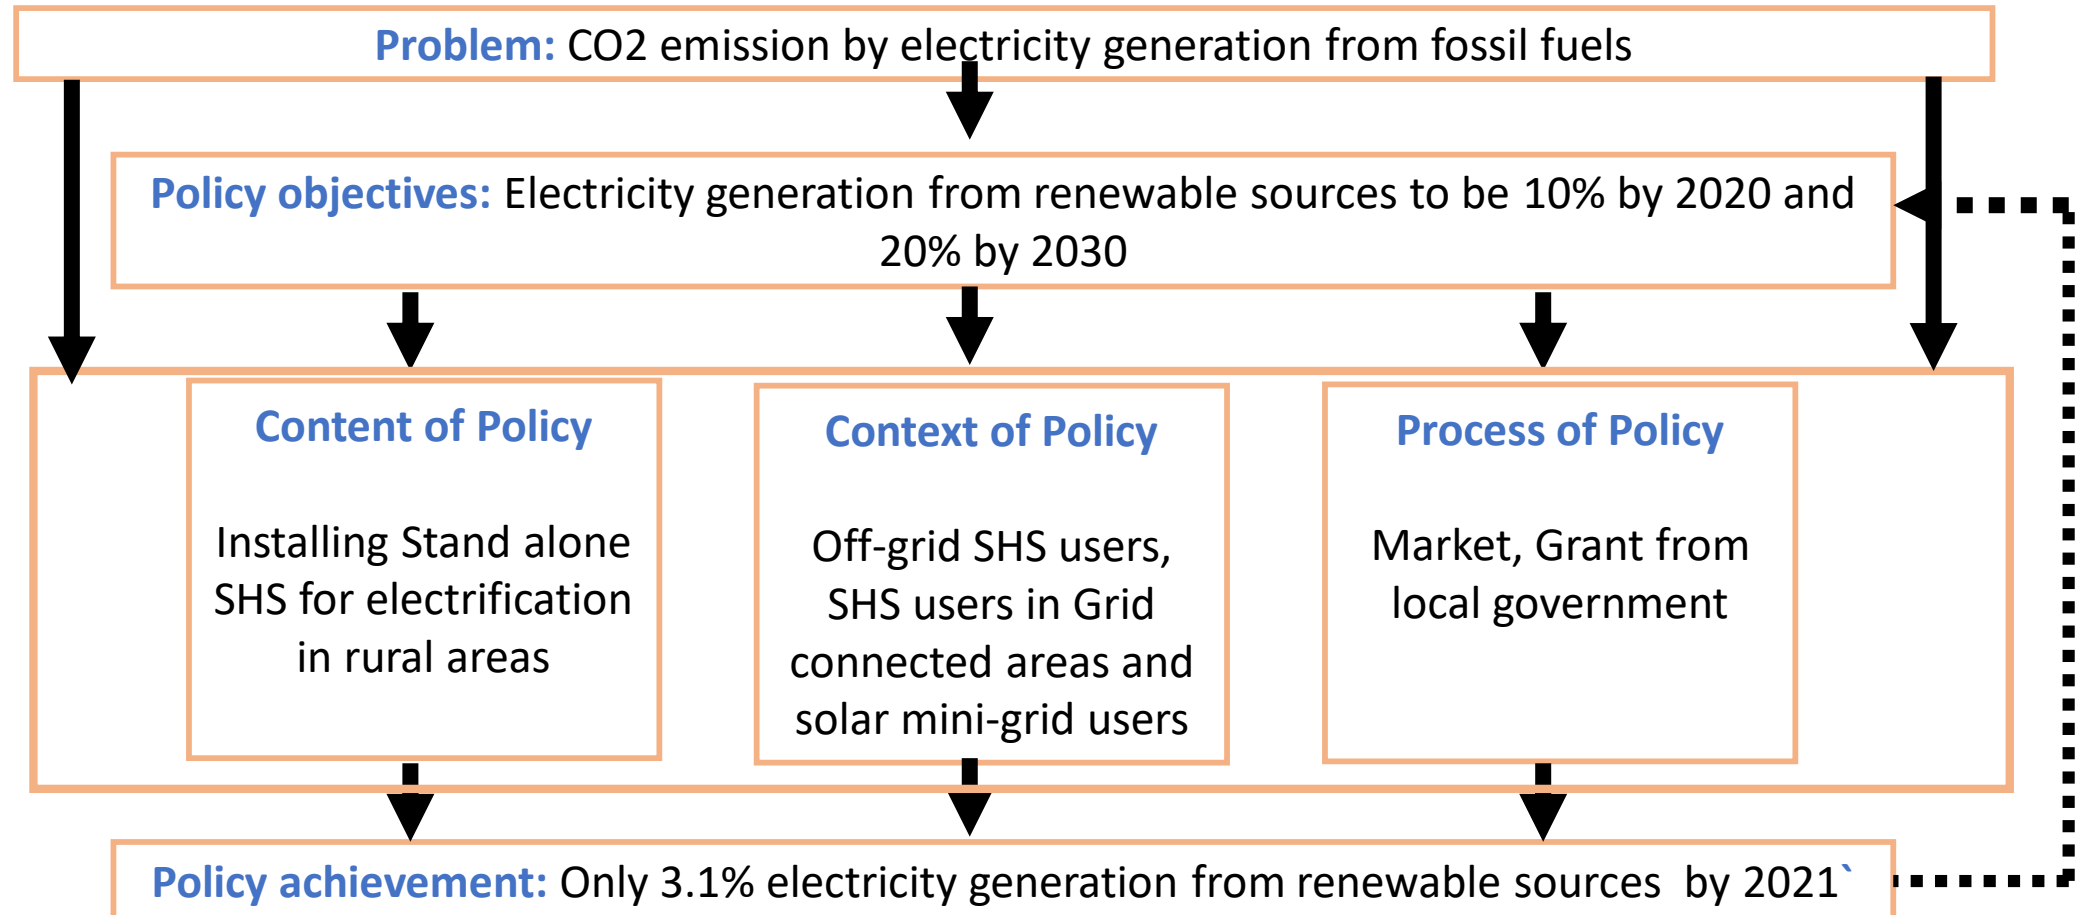 Problem: CO2 emission by electricity generation from fossil fuels
Policy objectives: Electricity generation from renewable sources to be 10% by 2020 and
20% by 2030
Content of Policy
Installing Stand alone
SHS for electrification
in rural areas
Context of Policy
Off-grid SHS users,
SHS users in Grid
connected areas and
solar mini-grid users
Process of Policy
Market, Grant from
local government
Policy achievement: Only 3.1% electricity generation from renewable sources  by 2021`